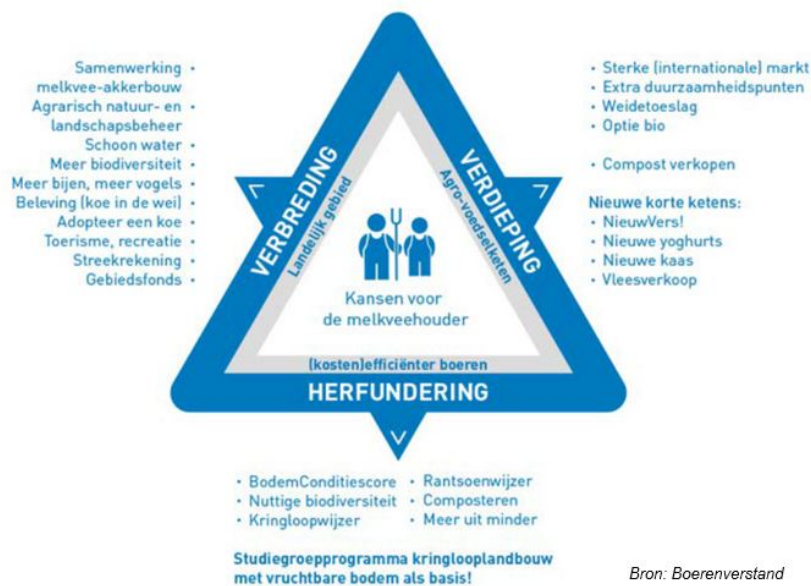 Samenwerking •
melkvee-akkerbouw
Agrarisch natuur- en •
landschapsbeheer
Schoon water •
Meer biodiversiteit •
Meer bijen, meer vogels •
Beleving (koe in de wei) •
Adopteer een koe •
Toerisme, recreatie •
Streekrekening •
Gebiedsfonds •
VERBREDING
Landelijk gebied
VERDIEPING
Agro-voedselketen
• Sterke (internationale) markt
• Extra duurzaamheidspunten
• Weidetoeslag
• Optie bio
• Compost verkopen
Nieuwe korte ketens:
• NieuwVers!
• Nieuwe yoghurts
• Nieuwe kaas
• Vleesverkoop
Kansen voor
de melkveehouder
(kosten)efficiënter boeren
HERFUNDERING
• BodemConditiescore
• Nuttige biodiversiteit
• Kringloopwijzer
• Rantsoenwijzer
• Composteren
• Meer uit minder
Studiegroepprogramma kringlooplandbouw
met vruchtbare bodem als basis!
Bron: Boerenverstand